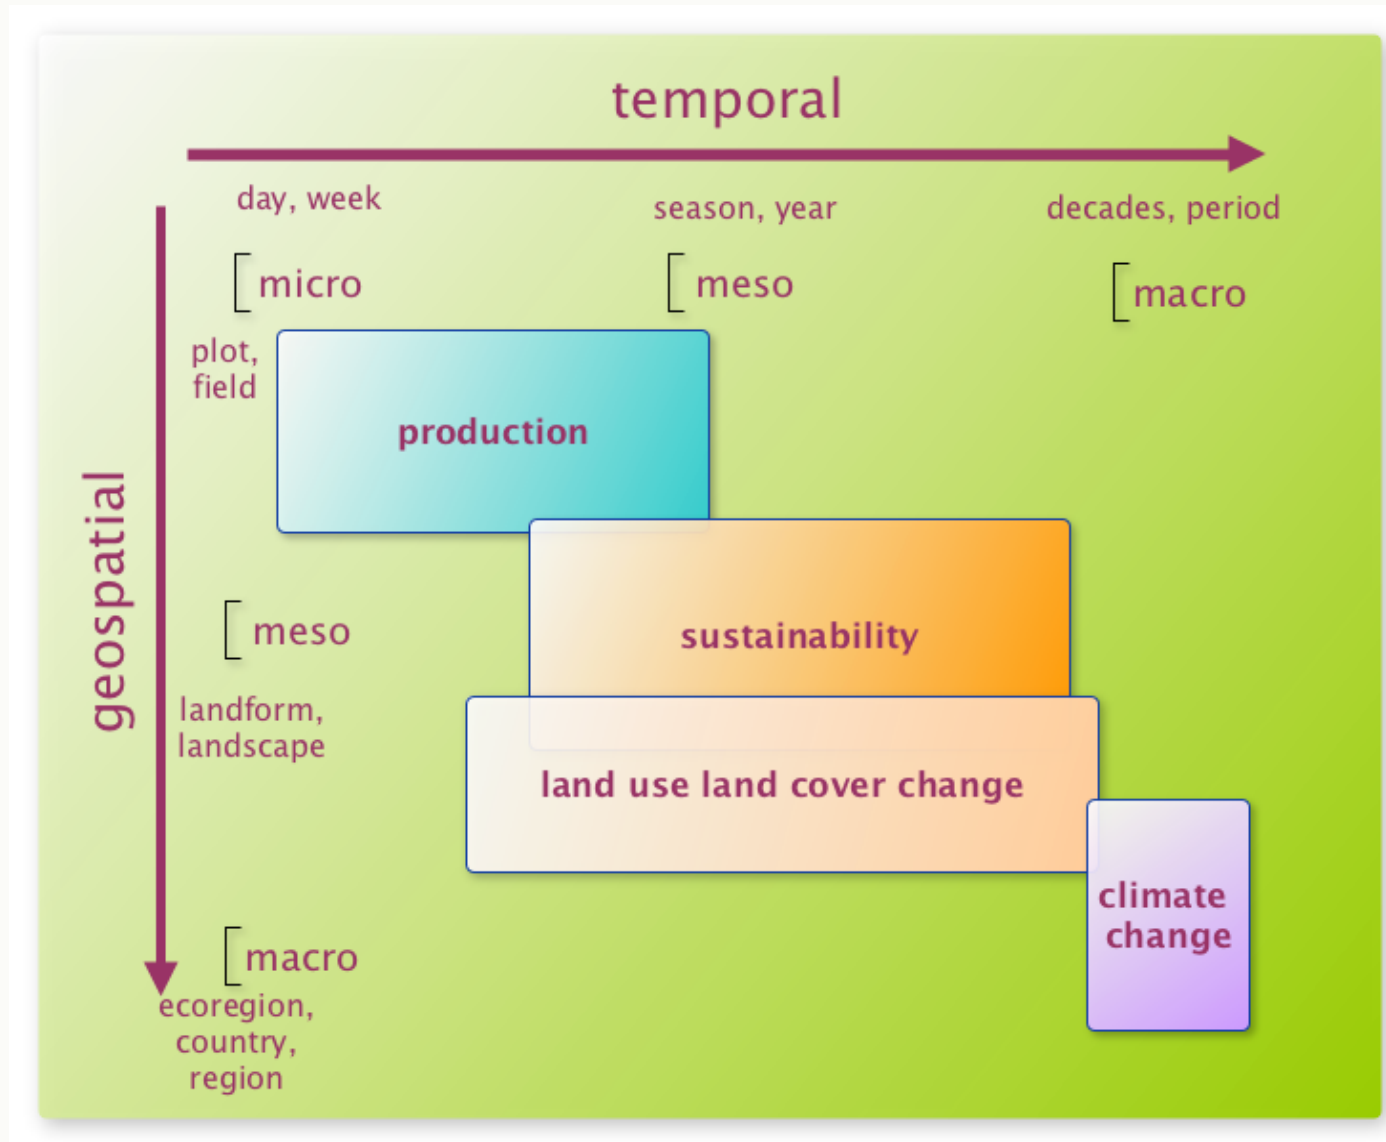 temporal
day, week
season, year
decades, period
micro
meso
macro
plot,
field
production
geospatial
sustainability
meso
landform,
landscape
land use land cover change
climate
change
macro
ecoregion,
country,
region